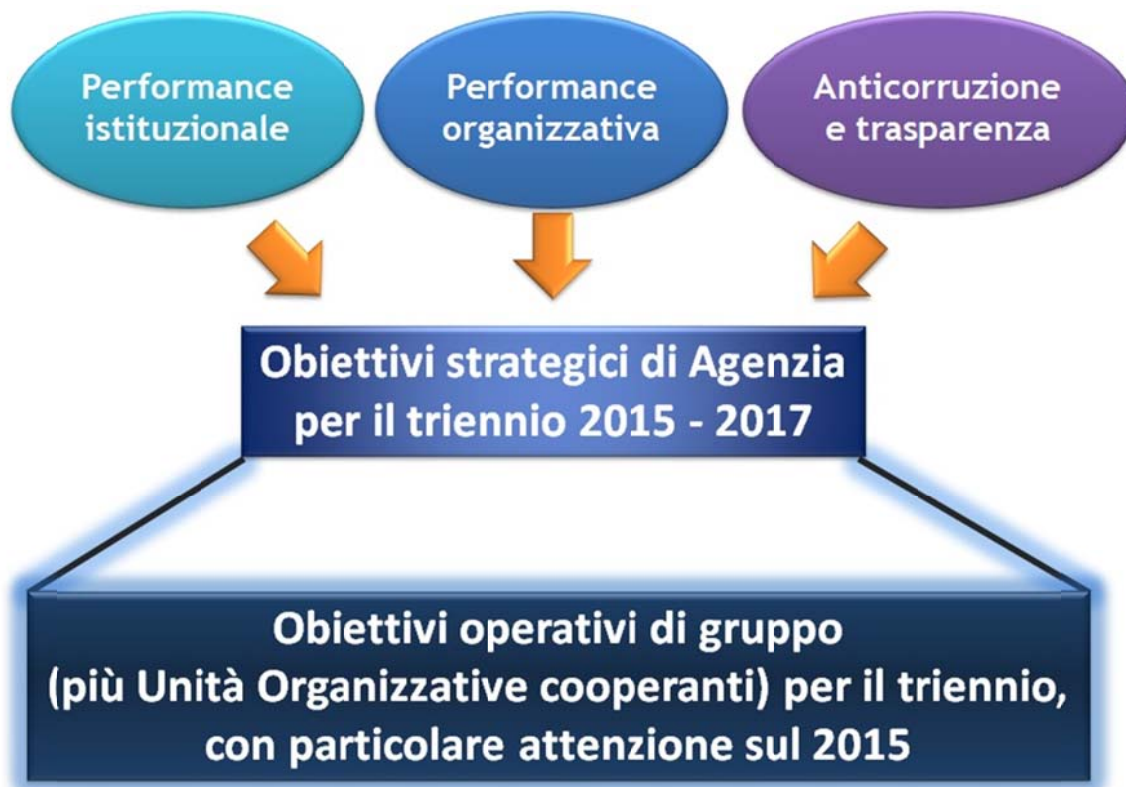 Performance
istituzionale
Performance
organizzativa
Anticorruzione
e trasparenza
Obiettivi strategici di Agenzia
per il triennio 2015 - 2017
Obiettivi operativi di gruppo
(più Unità Organizzative cooperanti) per il triennio,
con particolare attenzione sul 2015